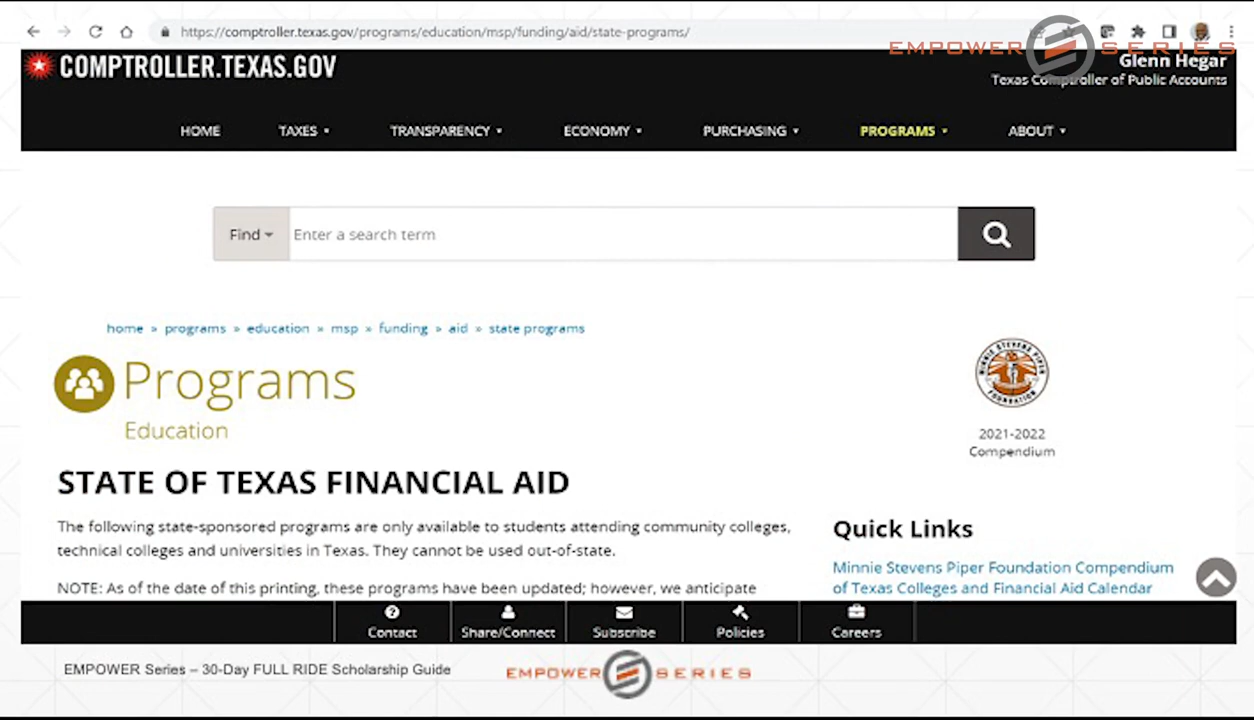 https://comptroller.texas.gov/programs/education/msp/funding/aid/state-programs/
EMPOWER SERIES
COMPTROLLER.TEXAS.GOV
Glenn Hegar
Texas Comptroller of Public Accounts
HOME TAXES TRANSPARENCY ECONOMY PURCHASING PROGRAMS ABOUT
Find Enter a search term
home » programs » education » msp » funding » aid » state programs
Programs
Education
MINNIE STEVENS PIPER FOUNDATION
2021-2022
Compendium
STATE OF TEXAS FINANCIAL AID
The following state-sponsored programs are only available to students attending community colleges,
technical colleges and universities in Texas. They cannot be used out-of-state.
NOTE: As of the date of this printing, these programs have been updated; however, we anticipate
Quick Links
Minnie Stevens Piper Foundation Compendium
of Texas Colleges and Financial Aid Calendar
Contact Share/Connect Subscribe Policies Careers
EMPOWER Series – 30-Day FULL RIDE Scholarship Guide
EMPOWER SERIES